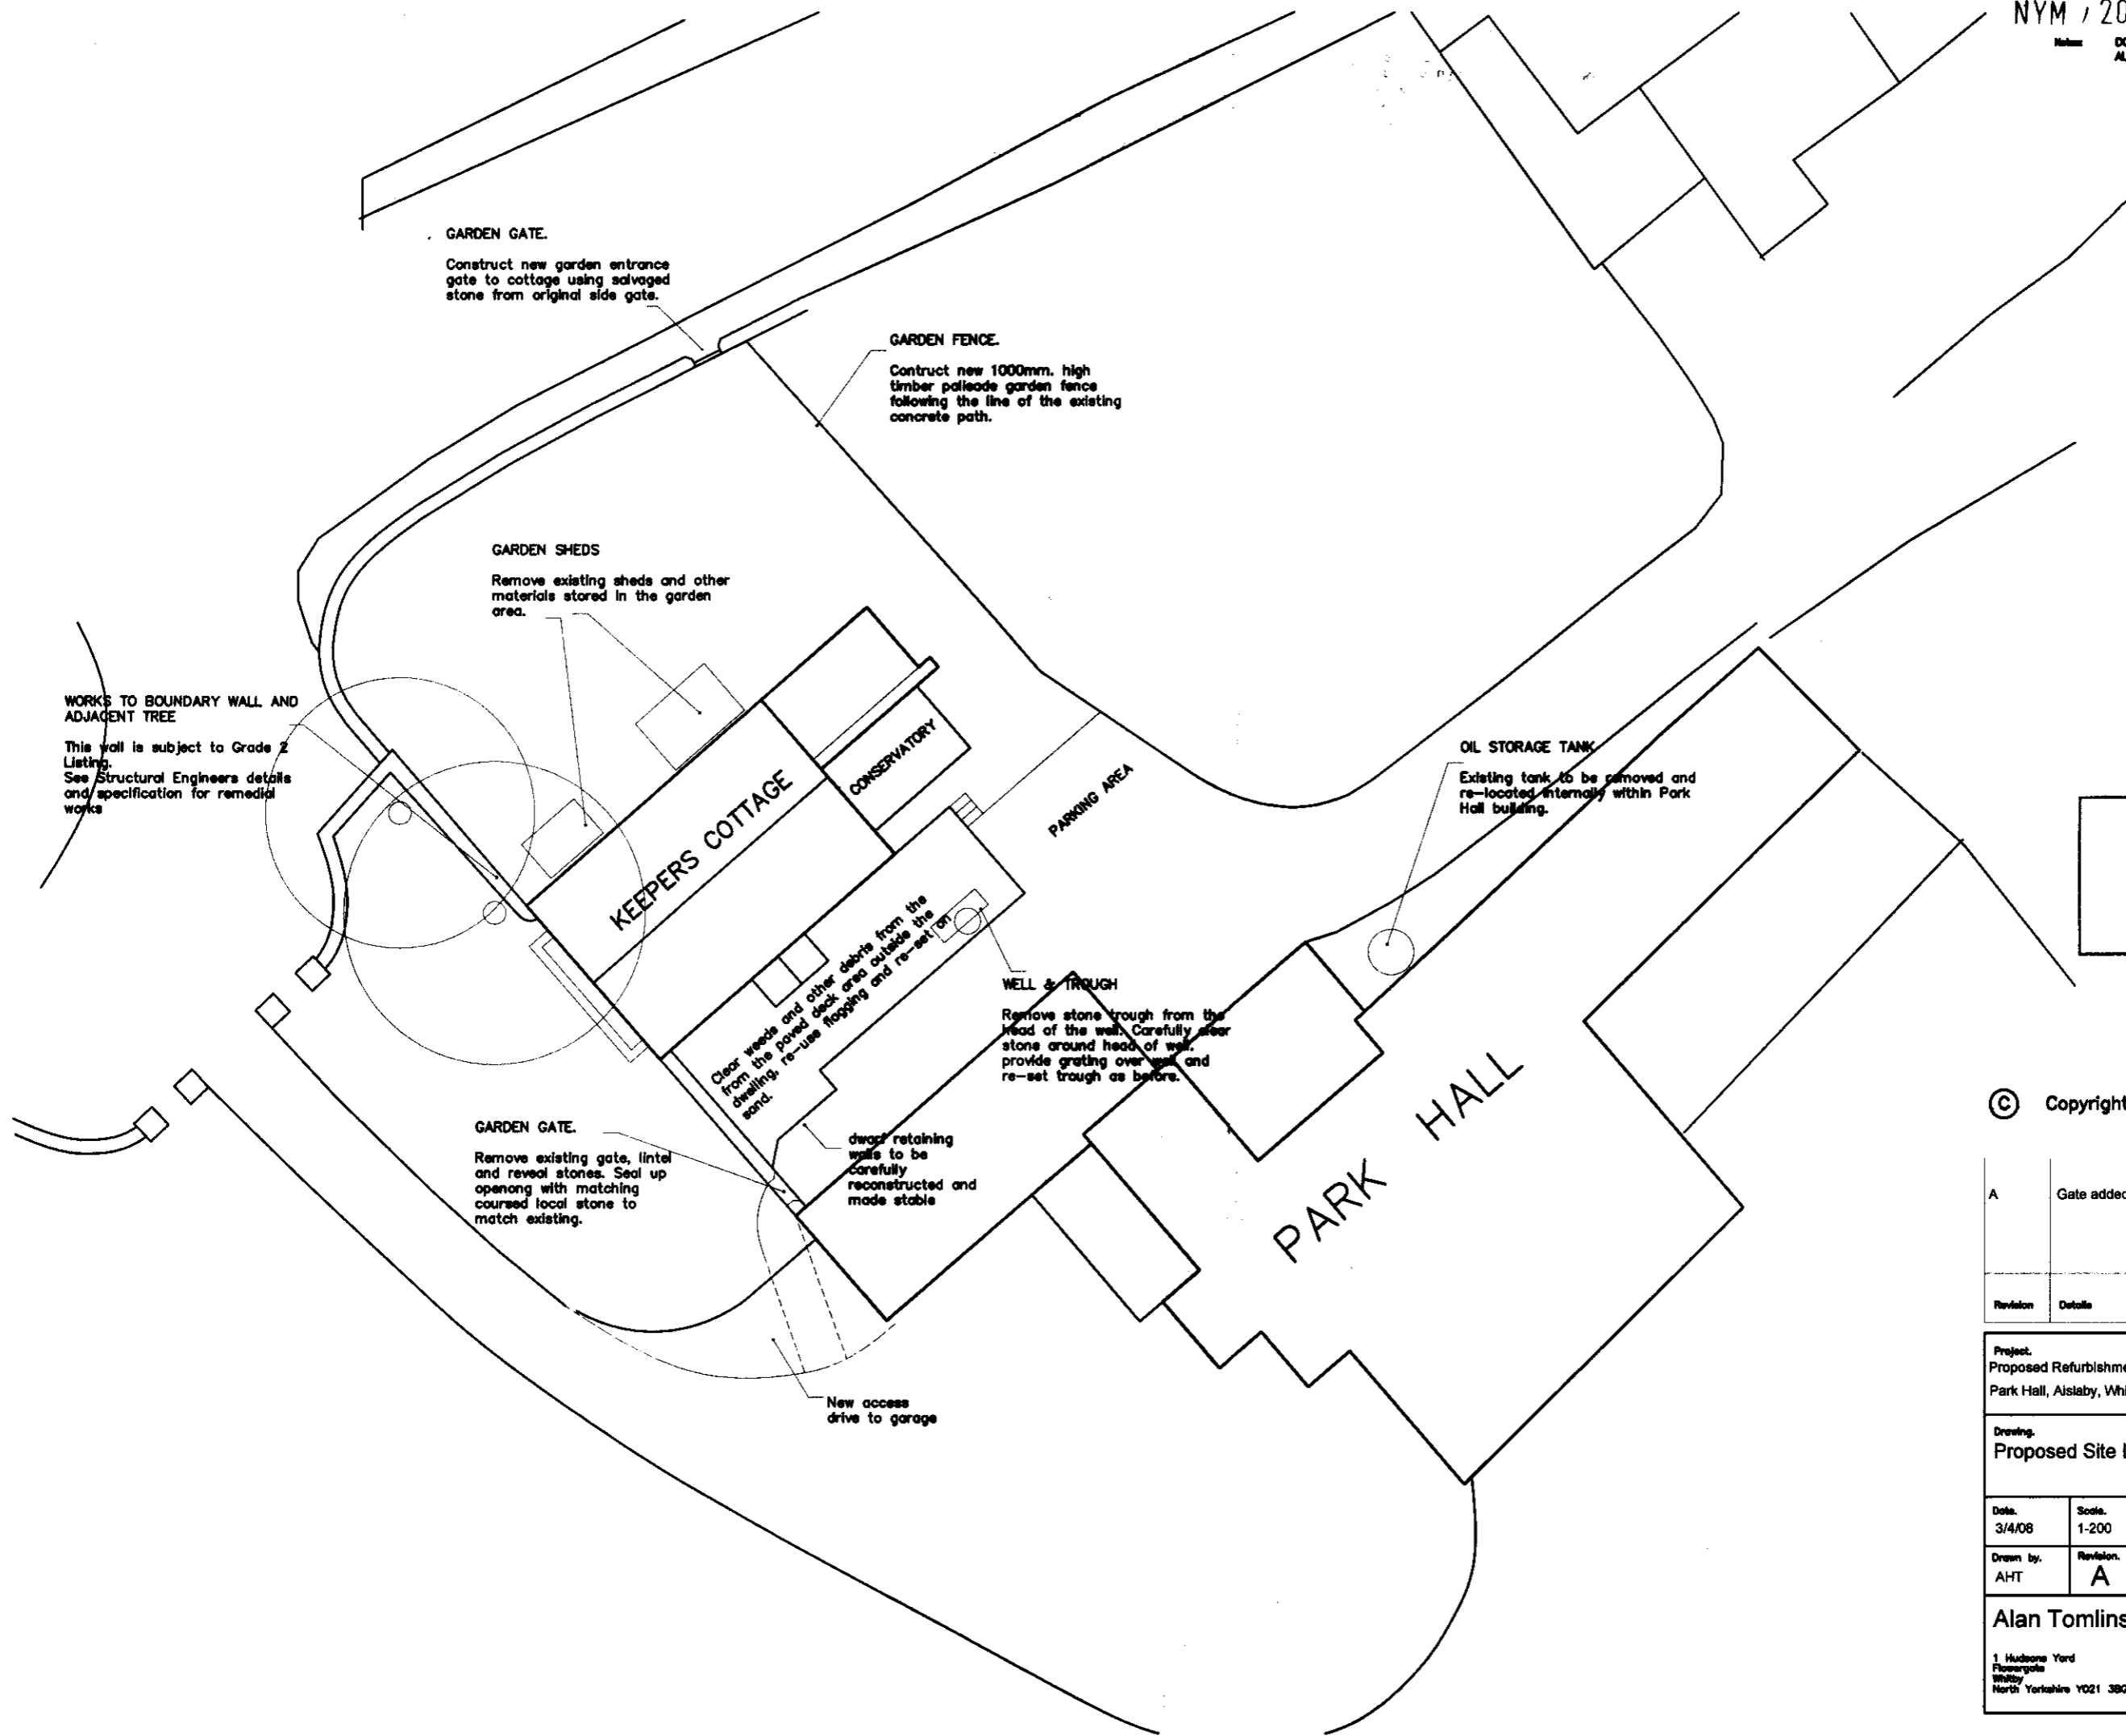 NYM / 20
Notes:
GARDEN GATE.
Construct new garden entrance
gate to cottage using salvaged
stone from original side gate.
GARDEN FENCE.
Contruct new 1000mm. high
timber palisade garden fence
following the line of the existing
concrete path.
GARDEN SHEDS
Remove existing sheds and other
materials stored in the garden
area.
WORKS TO BOUNDARY WALL AND
ADJACENT TREE
This wall is subject to Grade 2
Listing.
See Structural Engineers details
and specification for remedial
works
KEEPERS COTTAGE
CONSERVATORY
PARKING AREA
OIL STORAGE TANK
Existing tank to be removed and
re-located internally within Park
Hall building.
Clear weeds and other debris from the
from the paved deck area outside the
dwelling, re-use flagging and re-set on
sand.
WELL & TROUGH
Remove stone trough from the
head of the well. Carefully clear
stone around head of well.
provide grating over well and
re-set trough as before.
GARDEN GATE.
Remove existing gate, lintel
and reveal stones. Seal up
openong with matching
coursed local stone to
match existing.
dwarf retaining
walls to be
carefully
reconstructed and
made stable
PARK HALL
New access
drive to garage
© Copyright
A Gate added
Revision Details
Project.
Proposed Refurbishme
Park Hall, Aislaby, Whi
Drawing.
Proposed Site
Date. Scale.
3/4/08 1-200
Drawn by. Revision.
AHT A
Alan Tomlins
1 Hudsons Yard
Flowergate
Whitby
North Yorkshire YO21